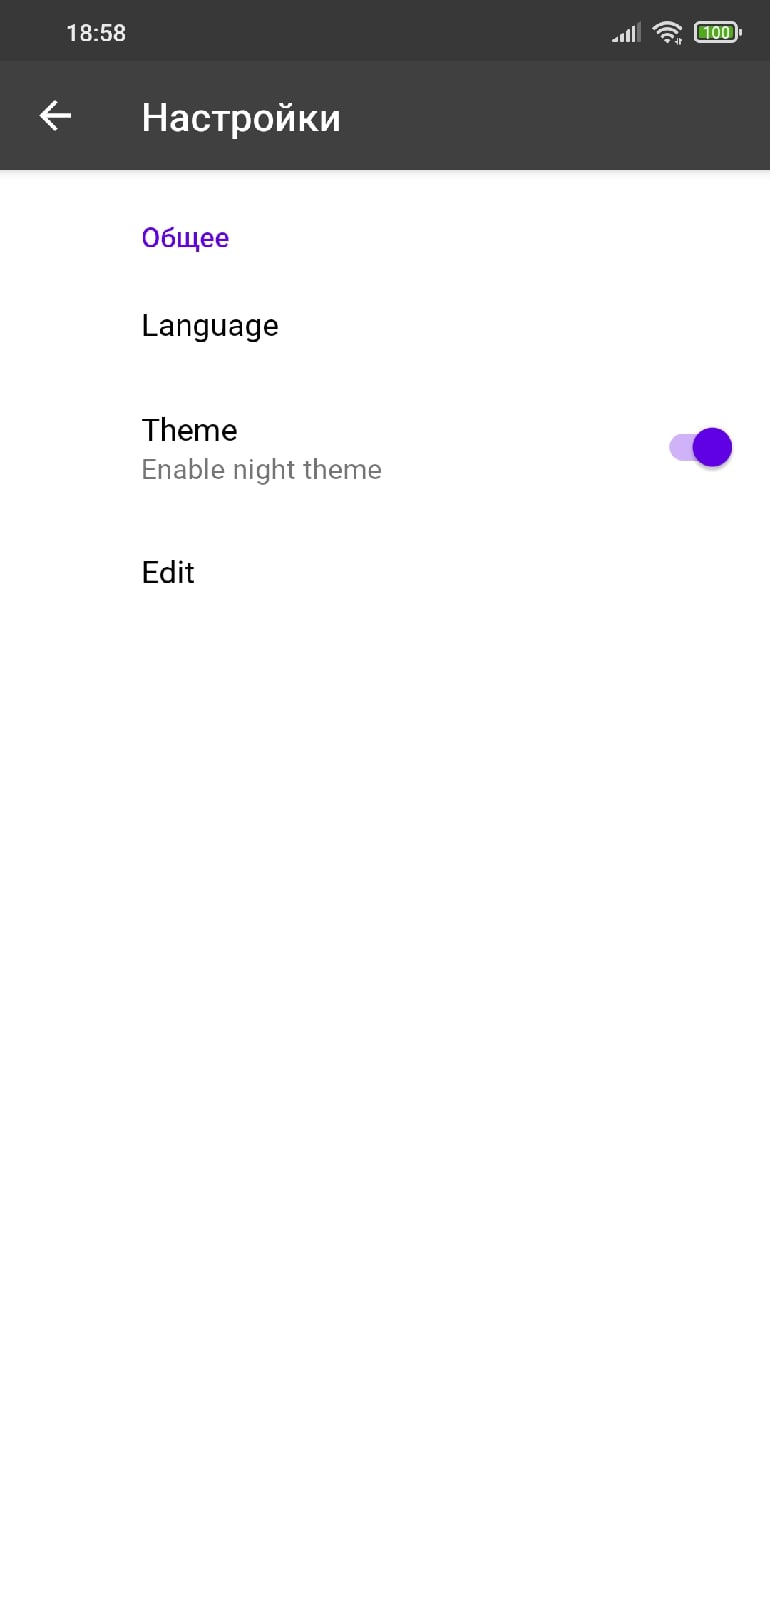 18:58
100
Настройки
Общее
Language
Theme
Enable night theme
Edit